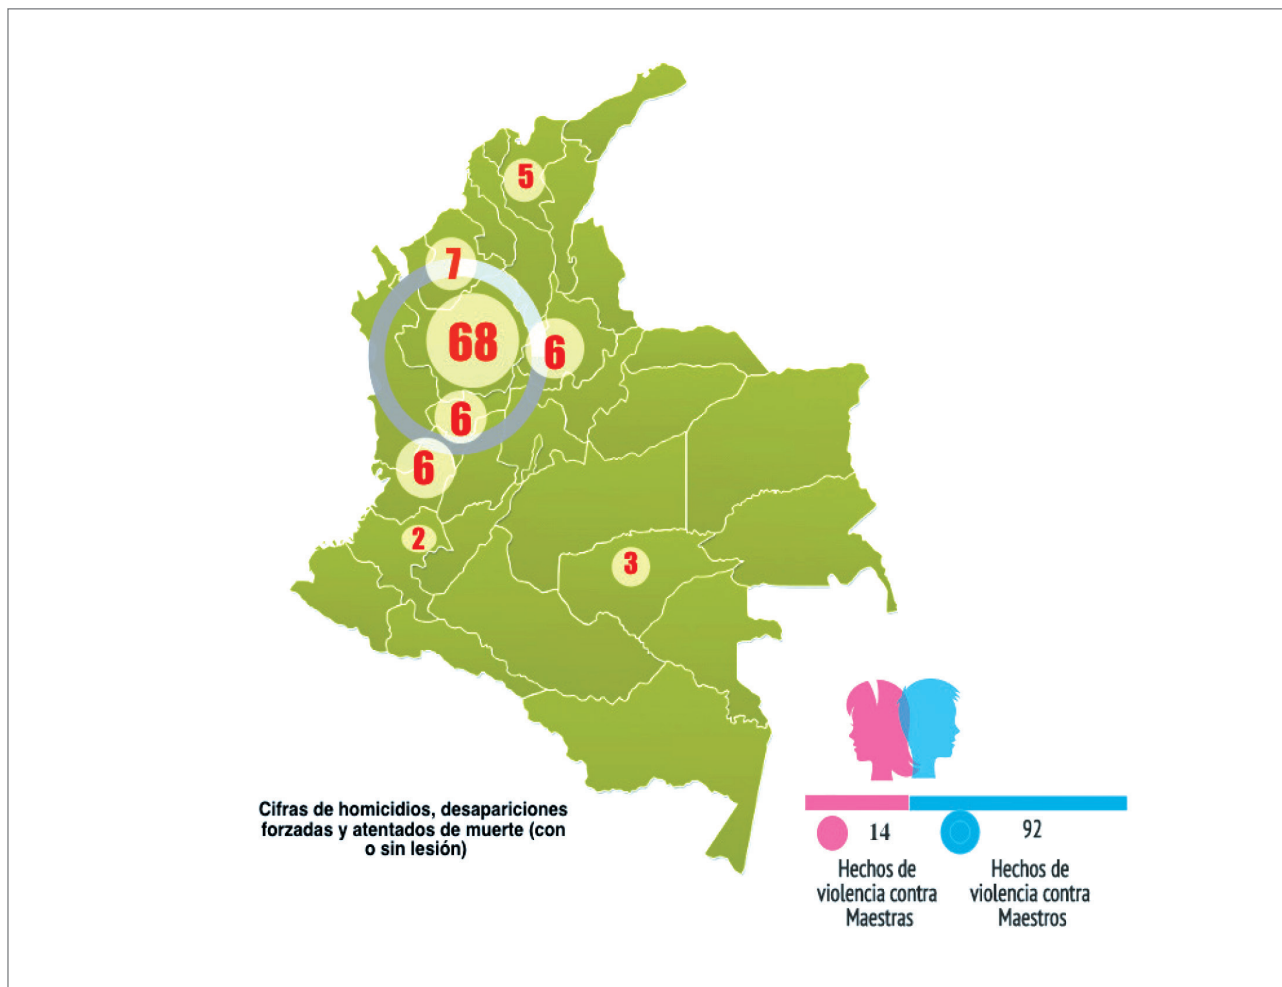 5
7
68
6
6
6
2
3
Cifras de homicidios, desapariciones
forzadas y atentados de muerte (con
o sin lesión)
14
92
Hechos de
violencia contra
Maestras
Hechos de
violencia contra
Maestros